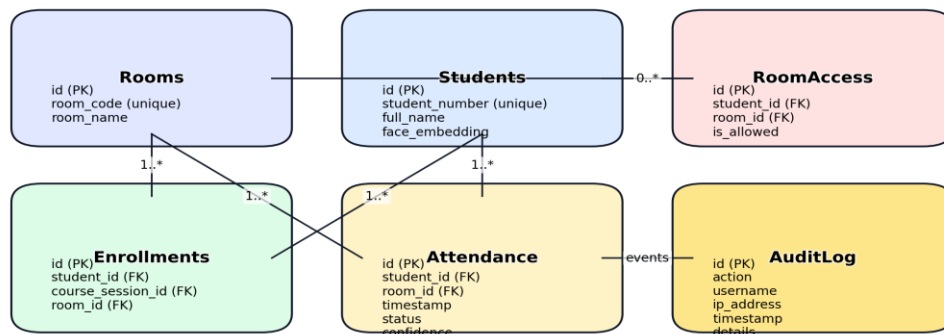 Rooms
id (PK)
room_code (unique)
room_name
Students
id (PK)
student_number (unique)
full_name
face_embedding
0..*
RoomAccess
id (PK)
student_id (FK)
room_id (FK)
is_allowed
1..*
1..*
1..*
1..*
Enrollments
id (PK)
student_id (FK)
course_session_id (FK)
room_id (FK)
Attendance
id (PK)
student_id (FK)
room_id (FK)
timestamp
status
confidence
events
AuditLog
id (PK)
action
username
ip_address
timestamp
details